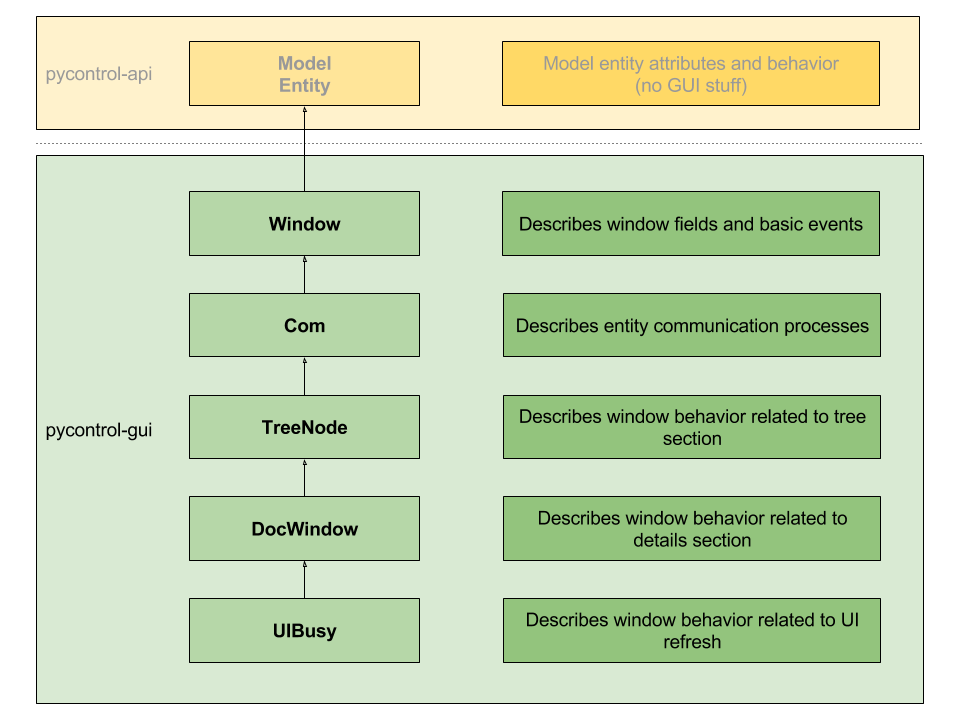 pycontrol-api
Model
Entity
Model entity attributes and behavior
(no GUI stuff)
Window
Describes window fields and basic events
Com
Describes entity communication processes
pycontrol-gui
TreeNode
Describes window behavior related to tree
section
DocWindow
Describes window behavior related to
details section
UIBusy
Describes window behavior related to UI
refresh